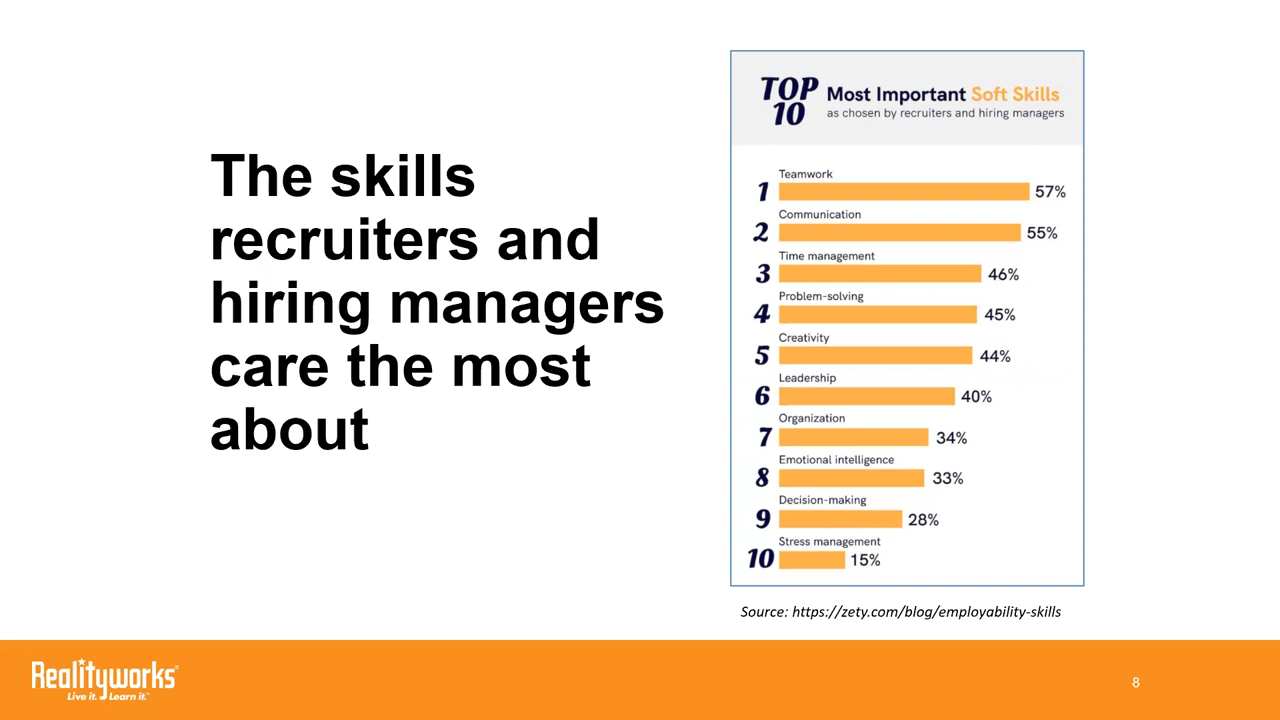 The skills
recruiters and
hiring managers
care the most
about
TOP
10
Most Important Soft Skills
as chosen by recruiters and hiring managers
Teamwork
1 57%
Communication
2 55%
Time management
3 46%
Problem-solving
4 45%
Creativity
5 44%
Leadership
6 40%
Organization
7 34%
Emotional intelligence
8 33%
Decision-making
9 28%
Stress management
10 15%
Source: https://zety.com/blog/employability-skills
Realityworks®
Live it. Learn it.™
8